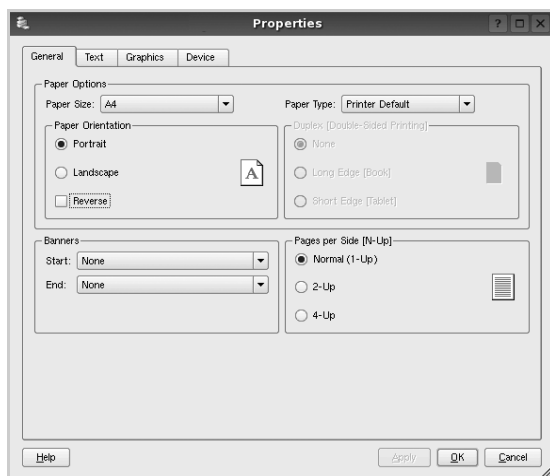 Properties
General Text Graphics Device
Paper Options
Paper Size: A4
Paper Type: Printer Default
Paper Orientation
Portrait
Landscape
Reverse
A
Duplex [Double-Sided Printing]
None
Long Edge [Book]
Short Edge [Tablet]
Banners
Start: None
End: None
Pages per Side [N-Up]
Normal (1-Up)
2-Up
4-Up
Help Apply OK Cancel